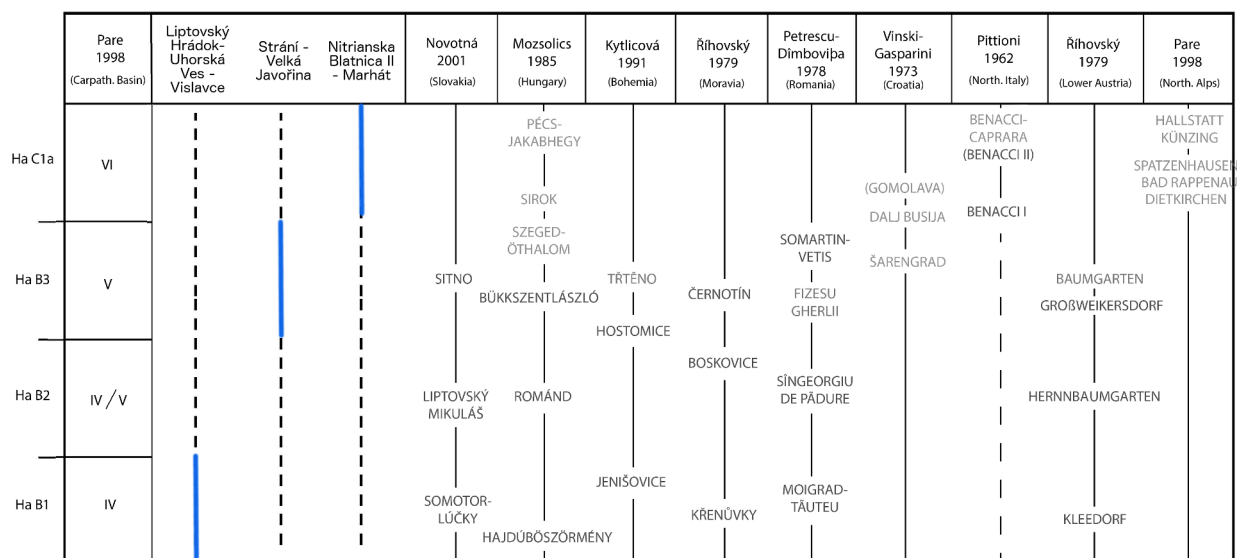 Pare
1998
(Carpath. Basin)
Liptovský
Hrádok-
Uhorská
Ves -
Vislavce
Strání -
Velká
Javořina
Nitrianska
Blatnica II
- Marhát
Novotná
2001
(Slovakia)
Mozsolics
1985
(Hungary)
Kytlicová
1991
(Bohemia)
Říhovský
1979
(Moravia)
Petrescu-
Dîmboviþa
1978
(Romania)
Vinski-
Gasparini
1973
(Croatia)
Pittioni
1962
(North. Italy)
Říhovský
1979
(Lower Austria)
Pare
1998
(North. Alps)
Ha C1a
VI
PÉCS-
JAKABHEGY
SIROK
(GOMOLAVA)
DALJ BUSIJA
BENACCI-
CAPRARA
(BENACCI II)
BENACCI I
HALLSTATT
KÜNZING
SPATZENHAUSEN
BAD RAPPENAU
DIETKIRCHEN
Ha B3
V
SITNO
SZEGED-
ÖTHALOM
BÜKKSZENTLÁSZLÓ
TŘTĚNO
HOSTOMICE
ČERNOTÍN
SOMARTIN-
VETIS
FIZESU
GHERLII
ŠARENGRAD
BAUMGARTEN
GROßWEIKERSDORF
Ha B2
IV / V
LIPTOVSKÝ
MIKULÁŠ
ROMÁND
BOSKOVICE
SÎNGEORGIU
DE PĂDURE
HERNNBAUMGARTEN
Ha B1
IV
SOMOTOR-
LÚČKY
HAJDÚBÖSZÖRMÉNY
JENIŠOVICE
KŘENŮVKY
MOIGRAD-
TĂUTEU
KLEEDORF